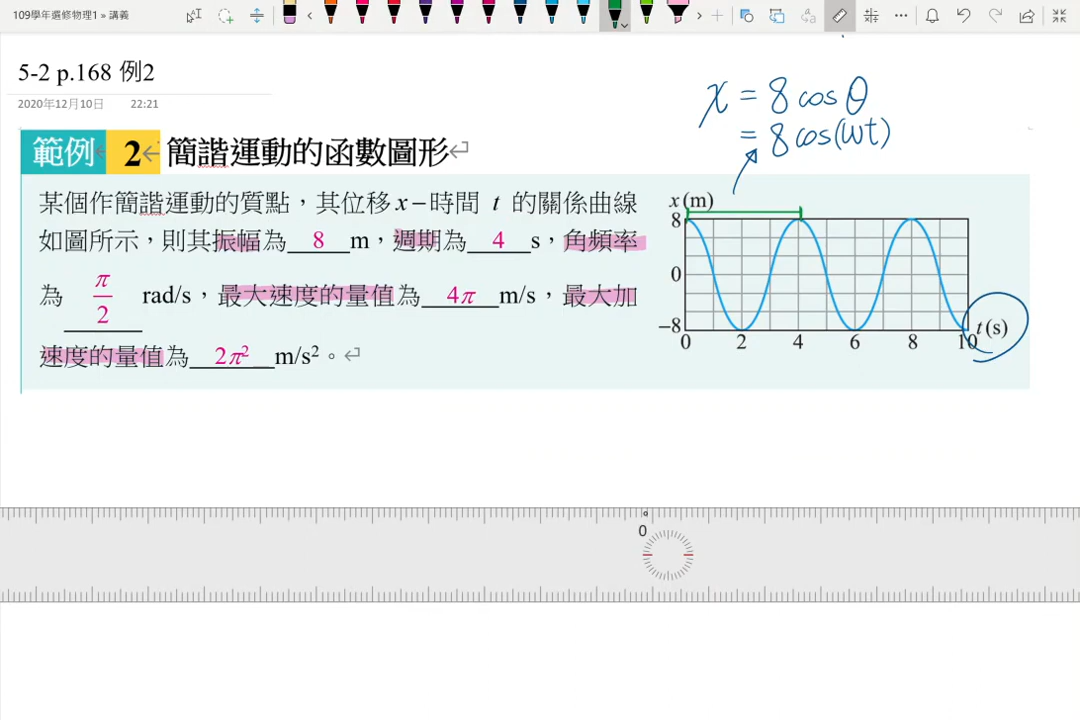 109學年選修物理1 » 講義
5-2 p.168 例2
2020年12月10日 22:21
x = 8 cos θ
= 8 cos(ωt)
範例 2 簡諧運動的函數圖形
某個作簡諧運動的質點，其位移 x－時間 t 的關係曲線
如圖所示，則其振幅為 8 m，週期為 4 s，角頻率
為 π/2 rad/s，最大速度的量值為 4π m/s，最大加
速度的量值為 2π² m/s²。
x (m)
8
0
−8
0 2 4 6 8 10 t (s)
0